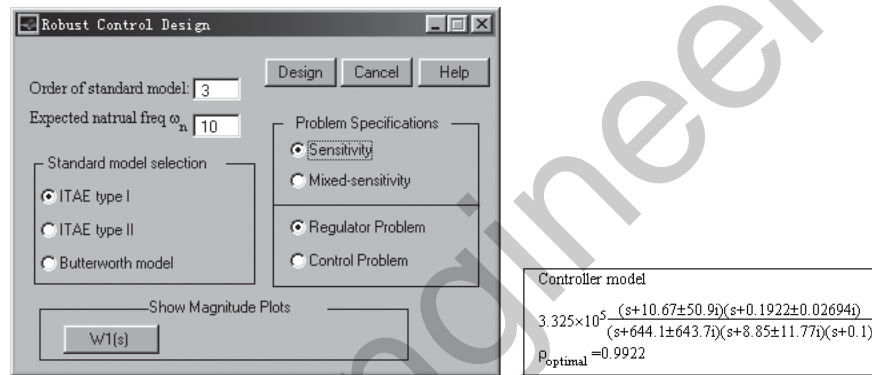 Robust Control Design
Order of standard model: 3
Expected natrual freq ωn 10
Design Cancel Help
Standard model selection
ITAE type I
ITAE type II
Butterworth model
Problem Specifications
Sensitivity
Mixed-sensitivity
Regulator Problem
Control Problem
Show Magnitude Plots
W1(s)
Controller model
3.325×10⁵ (s+10.67±50.9i)(s+0.1922±0.02694i)
(s+644.1±643.7i)(s+8.85±11.77i)(s+0.1)
ρoptimal =0.9922